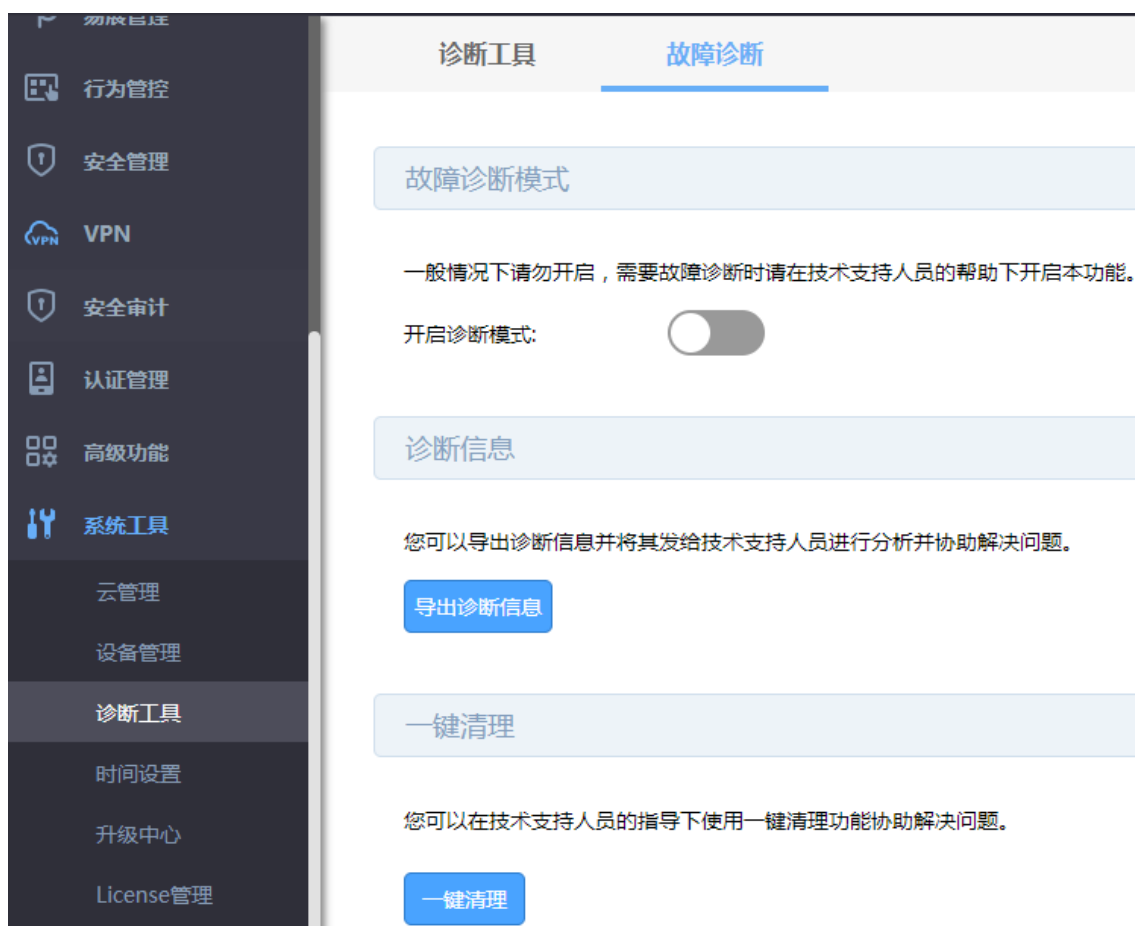 易展管理
行为管控
安全管理
VPN
VPN
安全审计
认证管理
高级功能
系统工具
云管理
设备管理
诊断工具
时间设置
升级中心
License管理
诊断工具
故障诊断
故障诊断模式
一般情况下请勿开启，需要故障诊断时请在技术支持人员的帮助下开启本功能。
开启诊断模式:
诊断信息
您可以导出诊断信息并将其发给技术支持人员进行分析并协助解决问题。
导出诊断信息
一键清理
您可以在技术支持人员的指导下使用一键清理功能协助解决问题。
一键清理